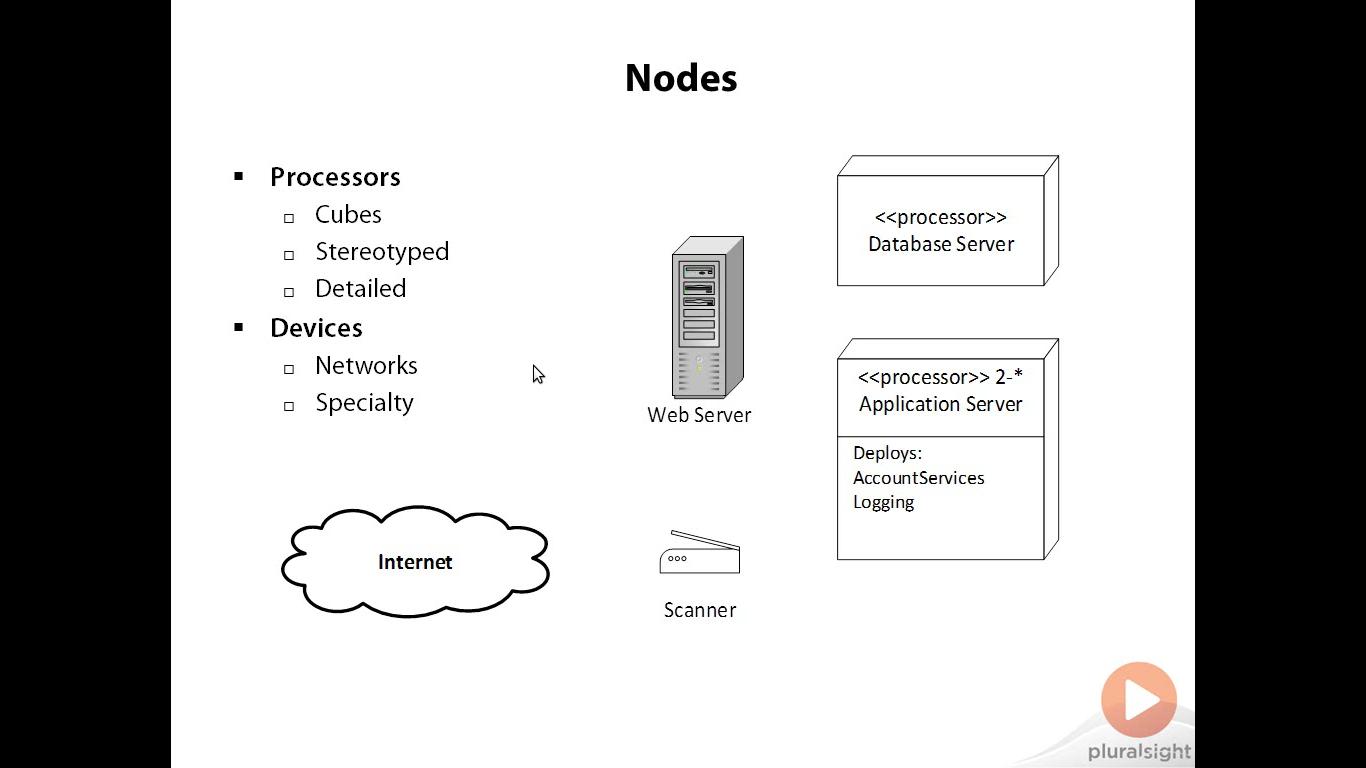 Nodes
Processors
Cubes
Stereotyped
Detailed
Devices
Networks
Specialty
Internet
Web Server
Scanner
<<processor>>
Database Server
<<processor>> 2-*
Application Server
Deploys:
AccountServices
Logging
pluralsight